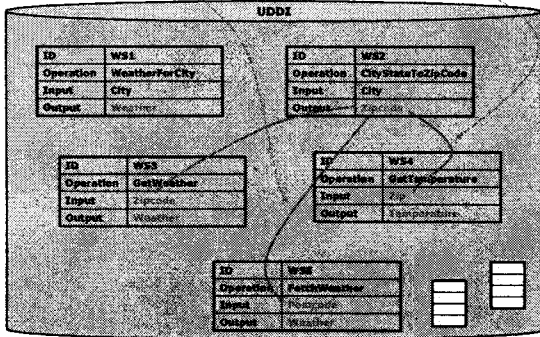 UDDI
ID WS1
Operation WeatherForCity
Input City
Output Weather
ID WS2
Operation CityStateToZipCode
Input City
Output Zipcode
ID WS3
Operation GetWeather
Input Zipcode
Output Weather
ID WS4
Operation GetTemperature
Input Zip
Output Temperature
ID
Operation PerthWeather
Input Postcode
Output Weather